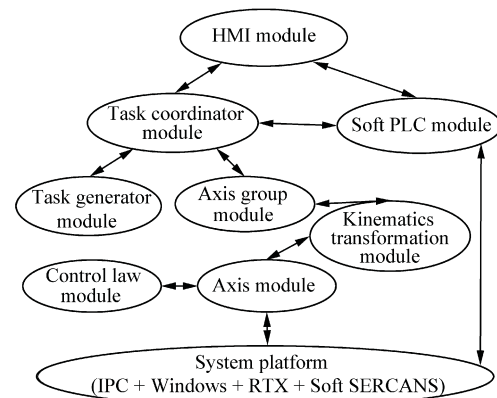 HMI module
Task coordinator
module
Soft PLC module
Task generator
module
Axis group
module
Kinematics
transformation
module
Control law
module
Axis module
System platform
(IPC + Windows + RTX + Soft SERCANS)